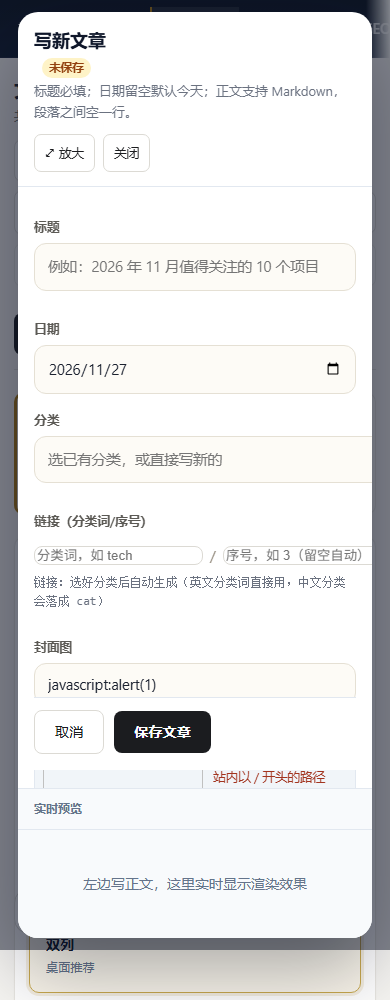 写新文章
未保存
标题必填；日期留空默认今天；正文支持 Markdown，
段落之间空一行。
⤢ 放大
关闭
标题
例如：2026 年 11 月值得关注的 10 个项目
日期
2026/11/27
分类
选已有分类，或直接写新的
链接（分类词/序号）
分类词，如 tech / 序号，如 3（留空自动）
链接：选好分类后自动生成（英文分类词直接用，中文分类
会落成 cat）
封面图
javascript:alert(1)
取消
保存文章
站内以 / 开头的路径
实时预览
左边写正文，这里实时显示渲染效果
双列
桌面推荐